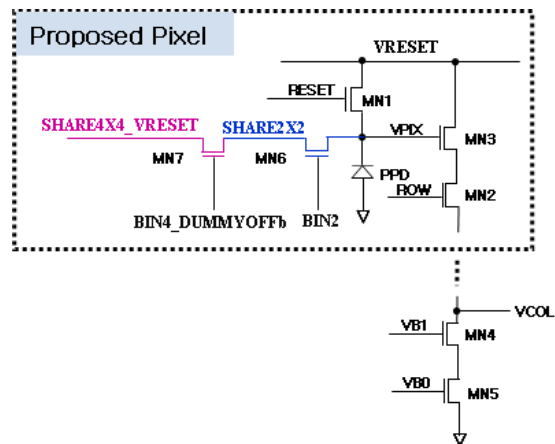 Proposed Pixel
VRESET
RESET
MN1
SHARE4X4_VRESET
SHARE2X2
VPIX
MN3
MN7
MN6
PPD
ROW
MN2
BIN4_DUMMYOFFb
BIN2
VCOL
VB1
MN4
VB0
MN5